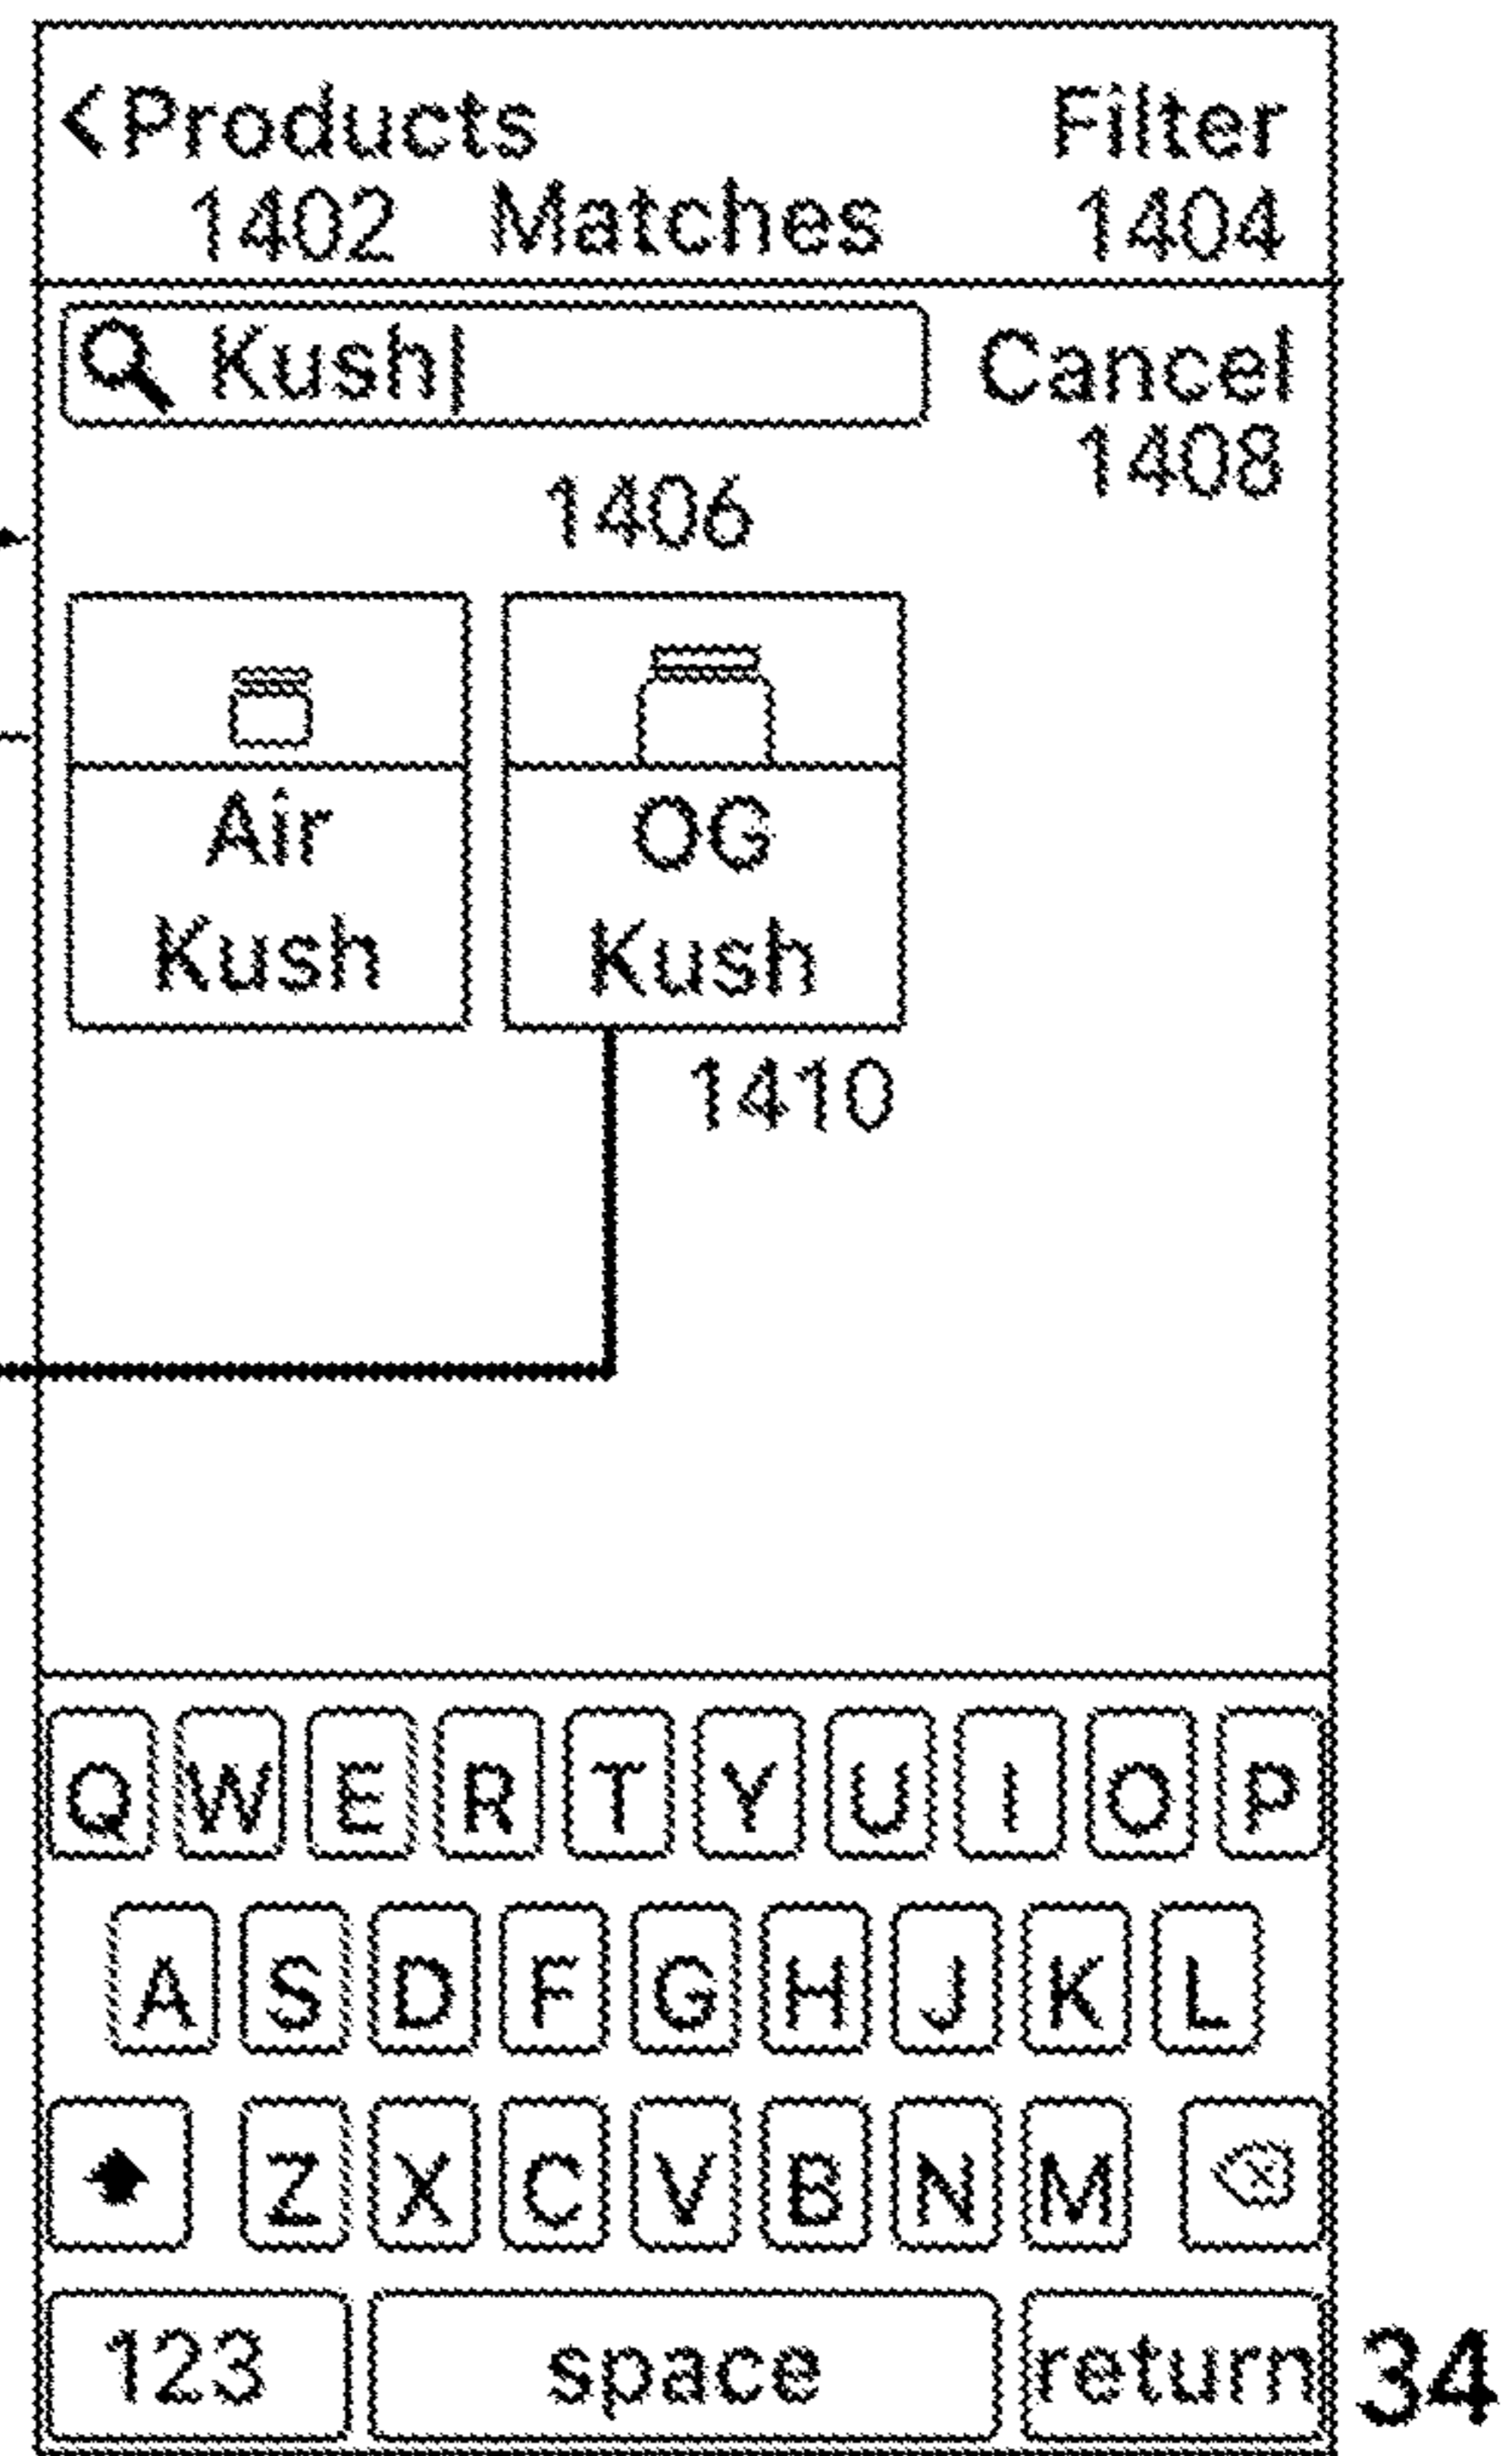 Products Filter
1402 Matches 1404
Kush Cancel
1408
1406
Air OG
Kush Kush
1410
Q W E R T Y U I O P
A S D F G H J K L
Z X C V B N M
123 space return 34